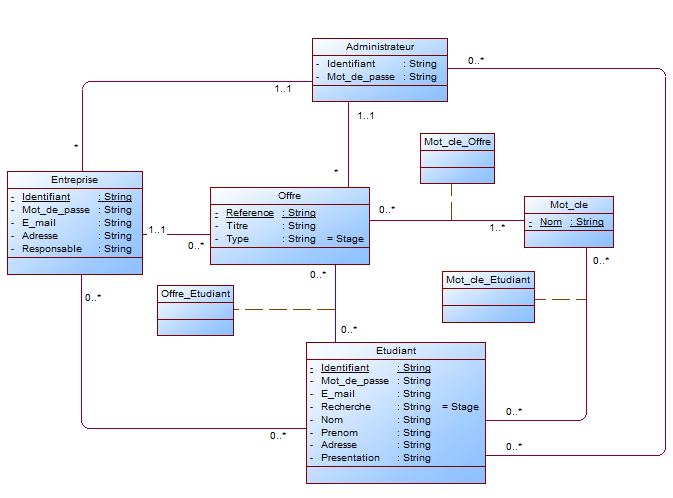 Administrateur
- Identifiant : String
- Mot_de_passe : String
0..*
1..1
1..1
*
*
Mot_cle_Offre
Entreprise
- Identifiant : String
- Mot_de_passe : String
- E_mail : String
- Adresse : String
- Responsable : String
1..1
0..*
Offre
- Reference : String
- Titre : String
- Type : String = Stage
0..*
1..*
Mot_cle
- Nom : String
0..*
0..*
0..*
Offre_Etudiant
Mot_cle_Etudiant
0..*
Etudiant
- Identifiant : String
- Mot_de_passe : String
- E_mail : String
- Recherche : String = Stage
- Nom : String
- Prenom : String
- Adresse : String
- Presentation : String
0..*
0..*
0..*